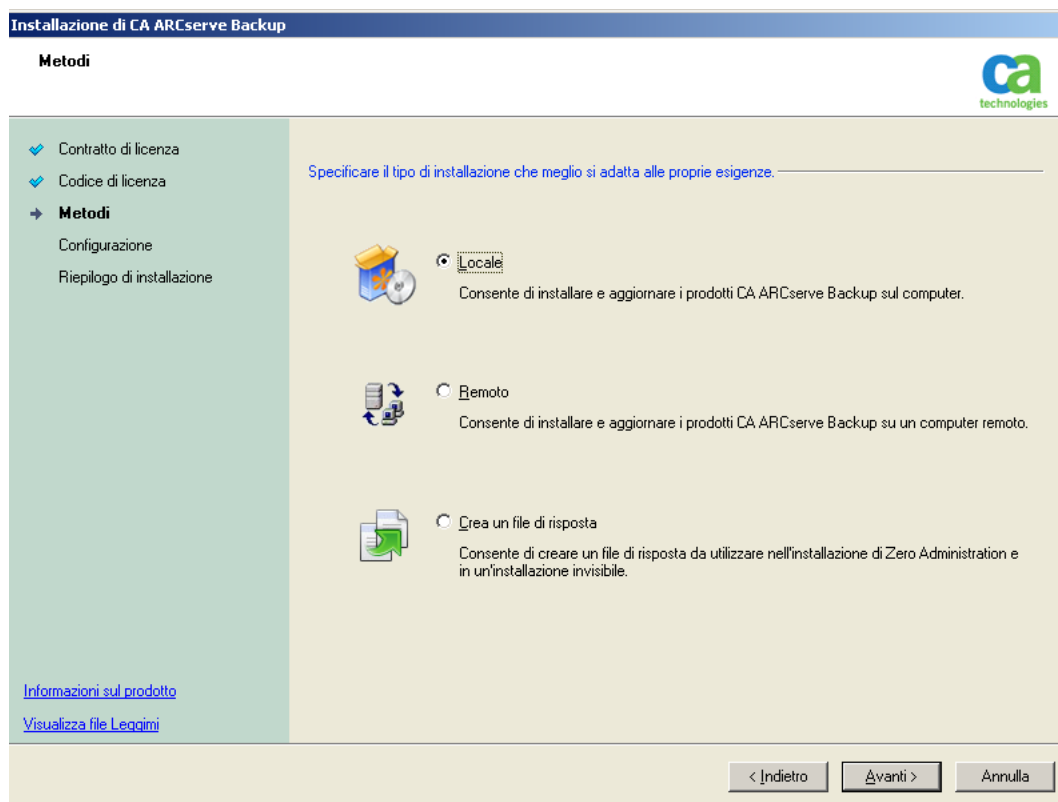 Installazione di CA ARCserve Backup
Metodi
ca
technologies
Contratto di licenza
Codice di licenza
Metodi
Configurazione
Riepilogo di installazione
Specificare il tipo di installazione che meglio si adatta alle proprie esigenze.
Locale
Consente di installare e aggiornare i prodotti CA ARCserve Backup sul computer.
Remoto
Consente di installare e aggiornare i prodotti CA ARCserve Backup su un computer remoto.
Crea un file di risposta
Consente di creare un file di risposta da utilizzare nell'installazione di Zero Administration e
in un'installazione invisibile.
Informazioni sul prodotto
Visualizza file Leggimi
< Indietro
Avanti >
Annulla